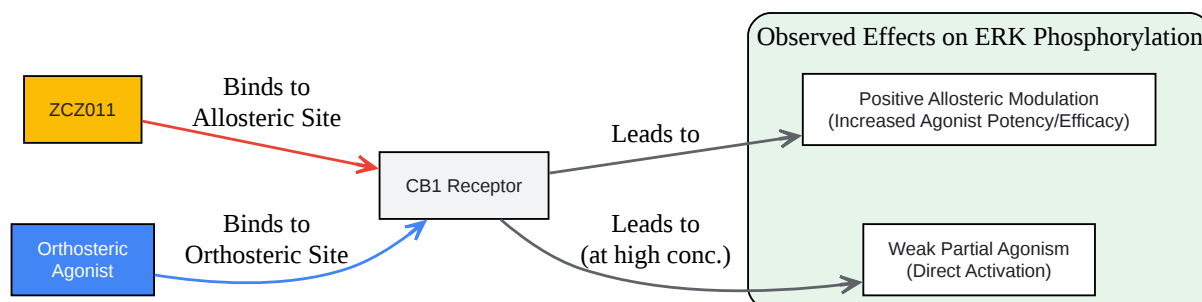 Observed Effects on ERK Phosphorylation
ZCZ011
Binds to
Allosteric Site
Orthosteric
Agonist
Binds to
Orthosteric Site
CB1 Receptor
Leads to
Positive Allosteric Modulation
(Increased Agonist Potency/Efficacy)
Leads to
(at high conc.)
Weak Partial Agonism
(Direct Activation)